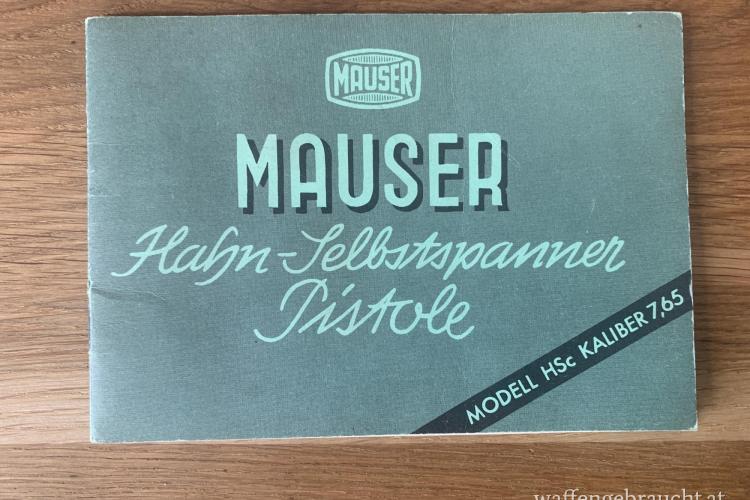 MAUSER
MAUSER
Hahn-Selbstspanner
Pistole
MODELL HSc KALIBER 7,65
waffengebraucht.at